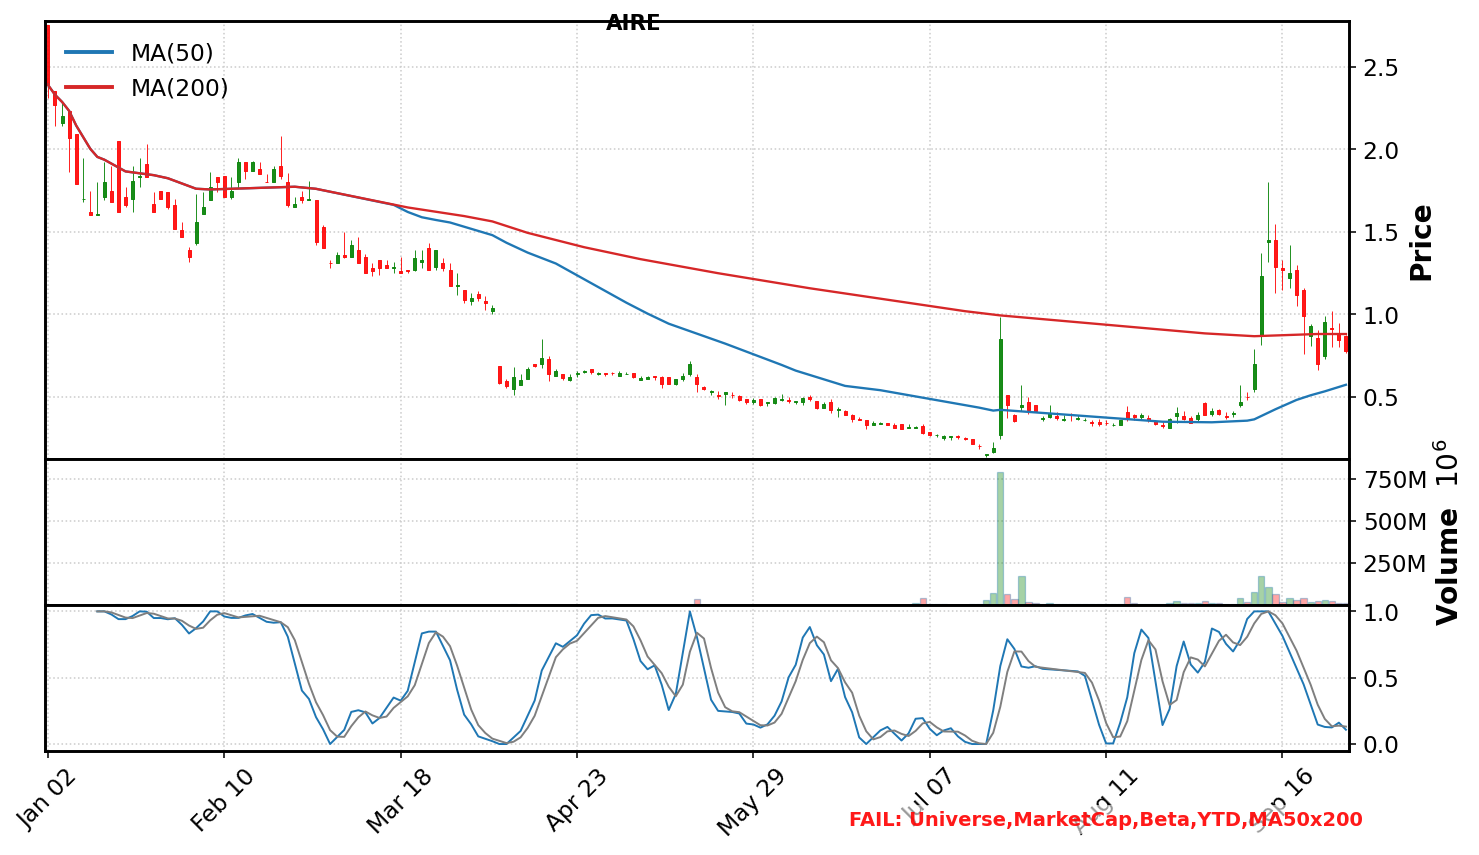 AIRE
MA(50)
MA(200)
2.5
2.0
1.5
1.0
0.5
Price
750M
500M
250M
Volume 10^6
1.0
0.5
0.0
Jan 02
Feb 10
Mar 18
Apr 23
May 29
Jul 07
Aug 11
Sep 16
FAIL: Universe,MarketCap,Beta,YTD,MA50x200